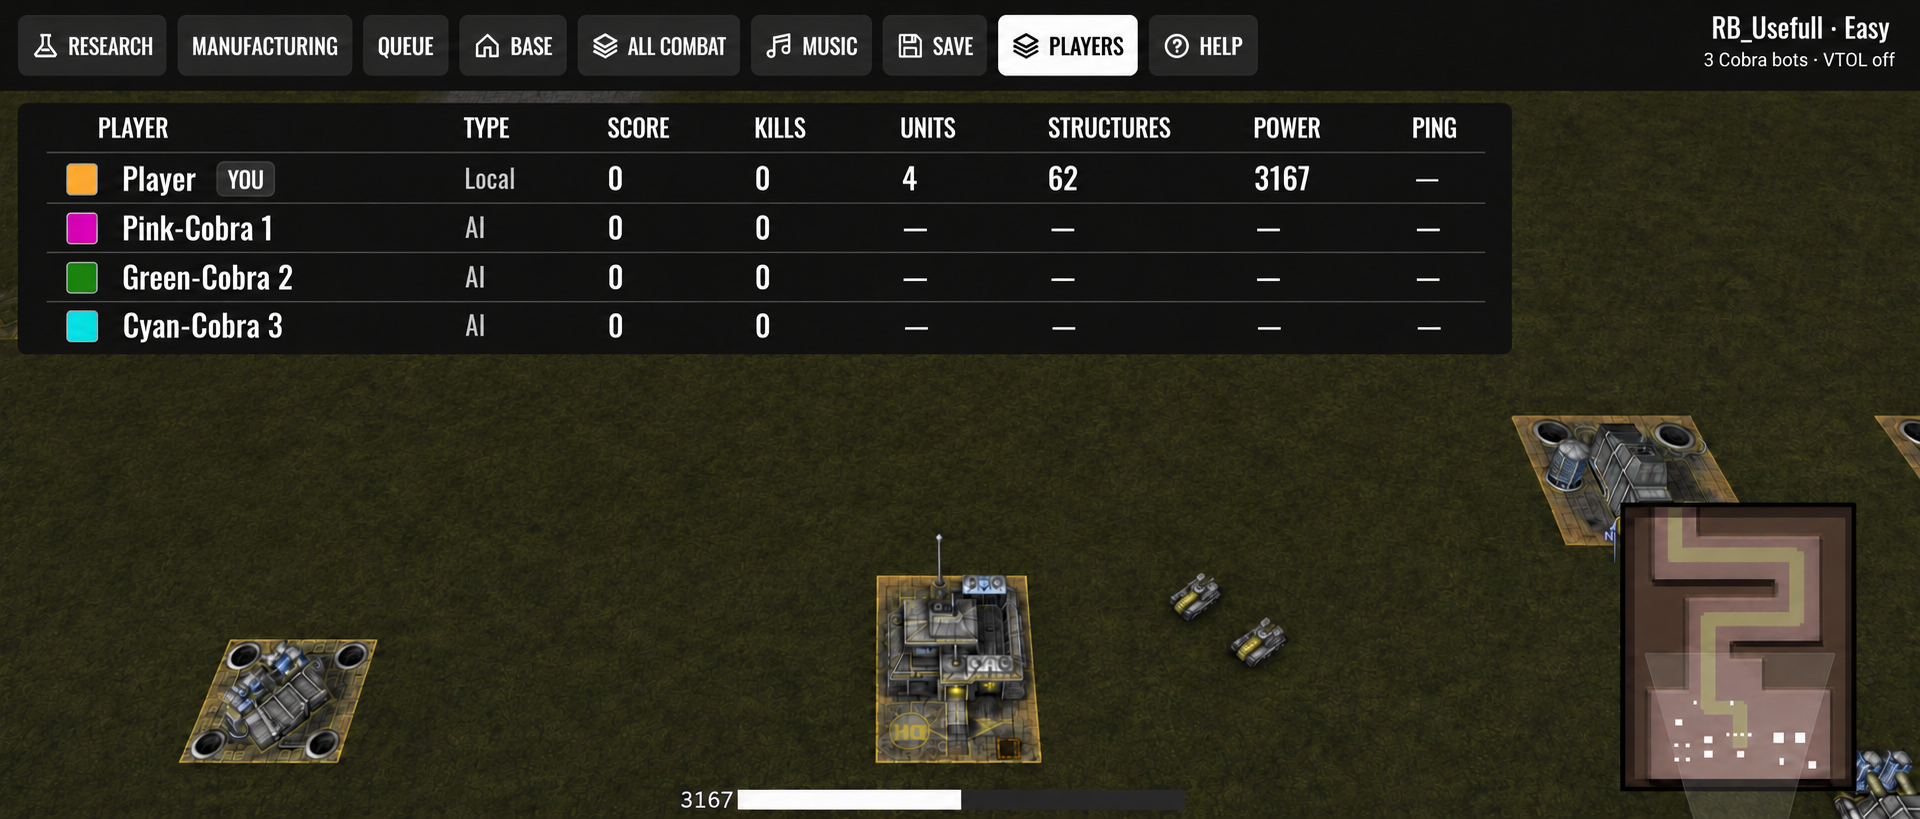 RESEARCH MANUFACTURING QUEUE BASE ALL COMBAT MUSIC SAVE PLAYERS HELP
RB_Usefull · Easy
3 Cobra bots · VTOL off
PLAYER TYPE SCORE KILLS UNITS STRUCTURES POWER PING
Player YOU Local 0 0 4 62 3167 —
Pink-Cobra 1 AI 0 0 — — — —
Green-Cobra 2 AI 0 0 — — — —
Cyan-Cobra 3 AI 0 0 — — — —
N
HQ
3167